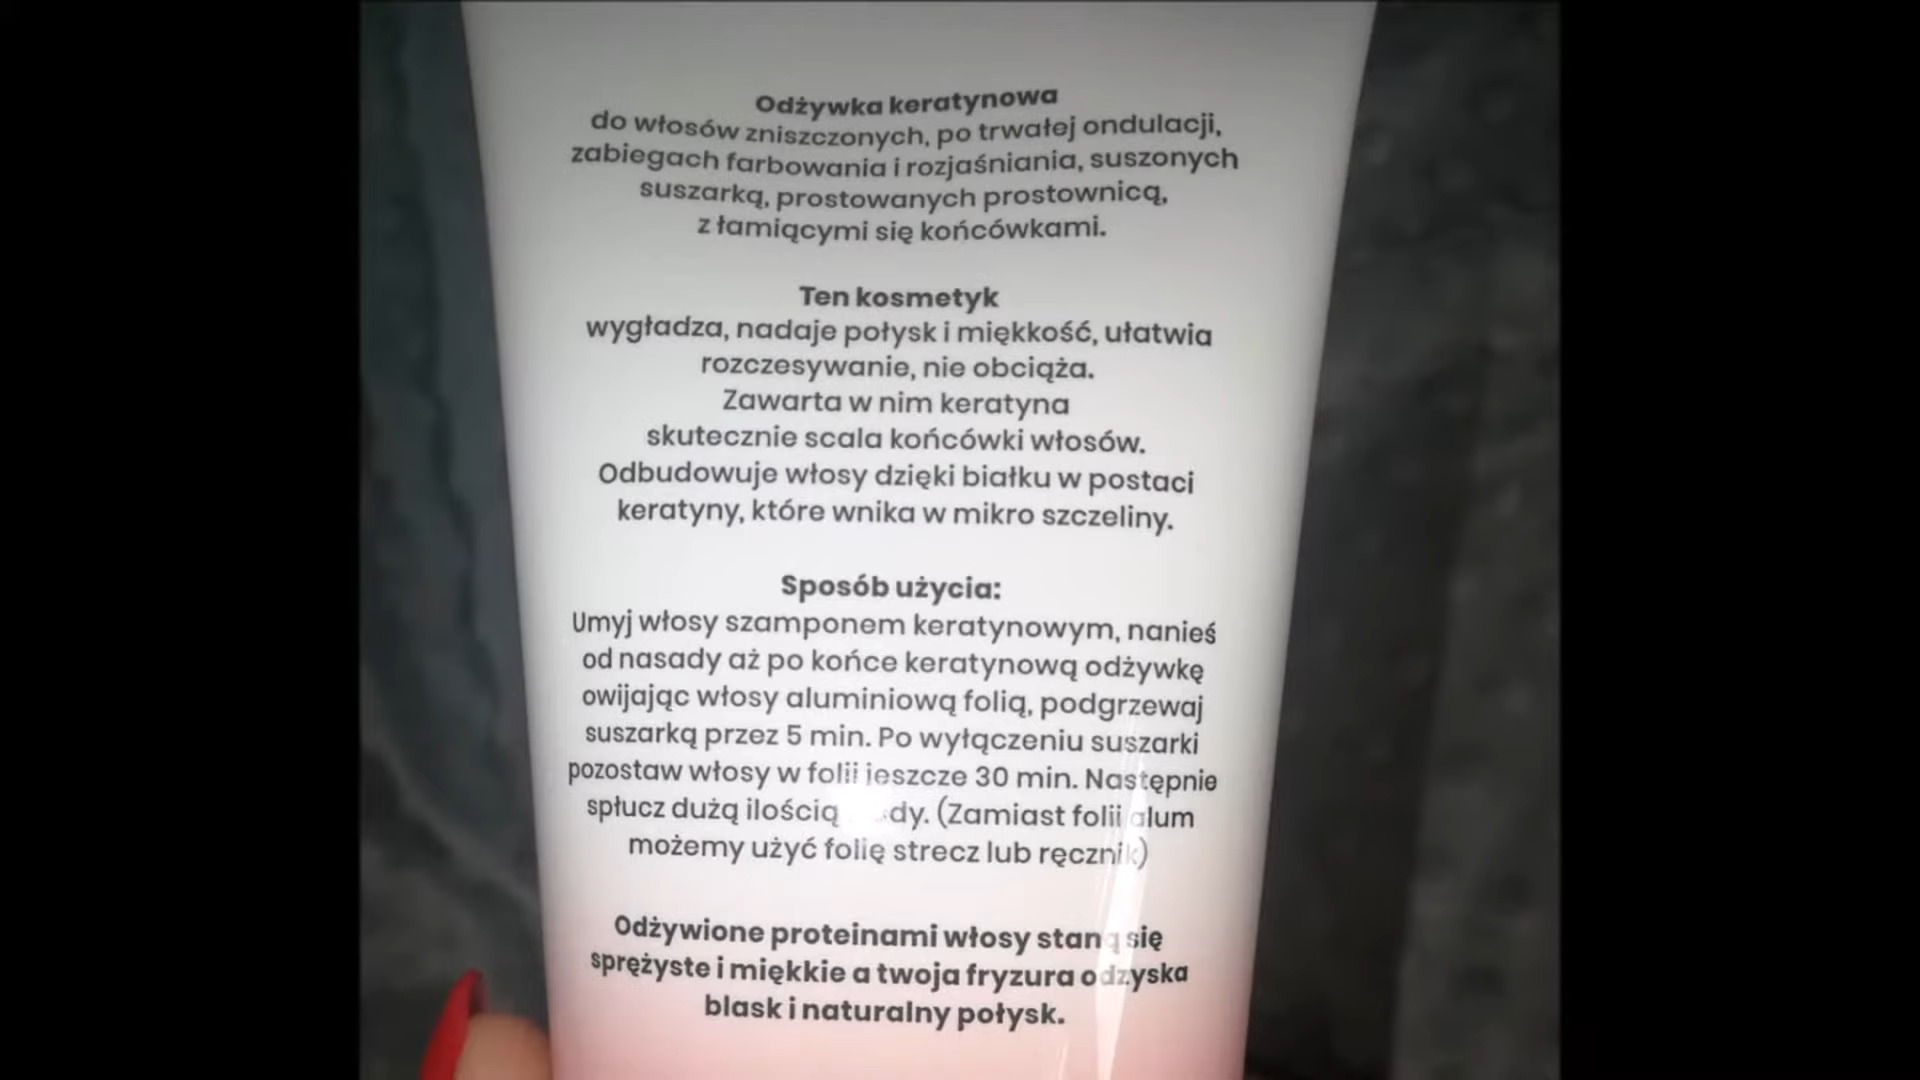 Odżywka keratynowa
do włosów zniszczonych, po trwałej ondulacji,
zabiegach farbowania i rozjaśniania, suszonych
suszarką, prostowanych prostownicą,
z łamiącymi się końcówkami.
Ten kosmetyk
wygładza, nadaje połysk i miękkość, ułatwia
rozczesywanie, nie obciąża.
Zawarta w nim keratyna
skutecznie scala końcówki włosów.
Odbudowuje włosy dzięki białku w postaci
keratyny, które wnika w mikro szczeliny.
Sposób użycia:
Umyj włosy szamponem keratynowym, nanieś
od nasady aż po końce keratynową odżywkę
owijając włosy aluminiową folią, podgrzewaj
suszarką przez 5 min. Po wyłączeniu suszarki
pozostaw włosy w folii jeszcze 30 min. Następnie
spłucz dużą ilością (Zamiast folii alum
możemy użyć folię strecz lub ręcznik)
Odżywione proteinami włosy staną się
sprężyste i miękkie a twoja fryzura odzyska
blask i naturalny połysk.